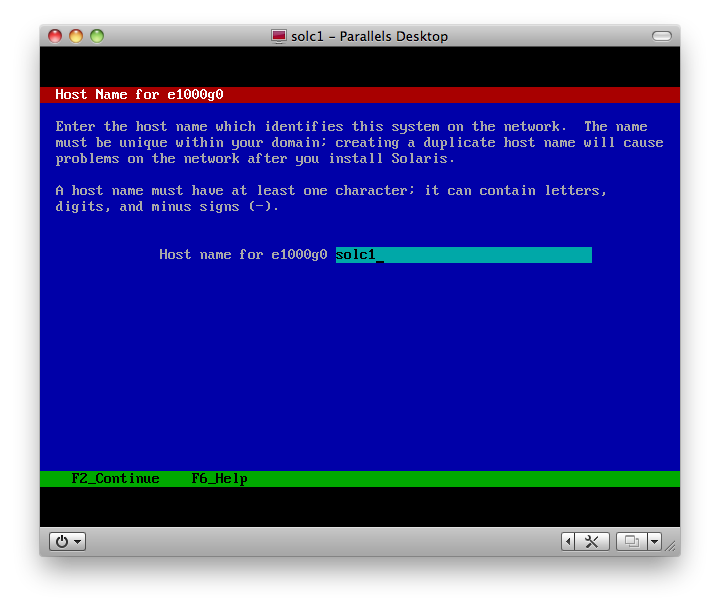 solc1 – Parallels Desktop
Host Name for e1000g0
Enter the host name which identifies this system on the network.  The name
must be unique within your domain; creating a duplicate host name will cause
problems on the network after you install Solaris.
A host name must have at least one character; it can contain letters,
digits, and minus signs (-).
Host name for e1000g0 solc1_
F2_Continue    F6_Help